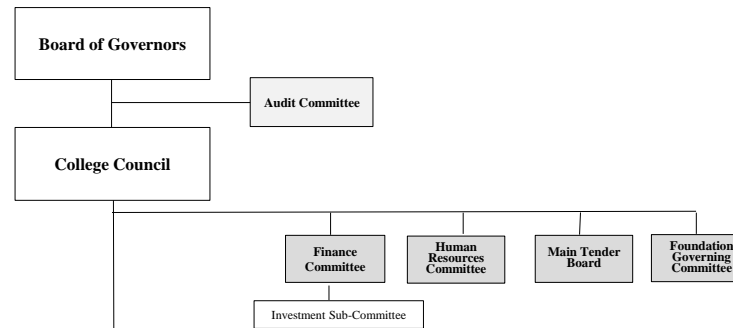 Board of Governors
Audit Committee
College Council
Finance
Committee
Human
Resources
Committee
Main Tender
Board
Foundation
Governing
Committee
Investment Sub-Committee